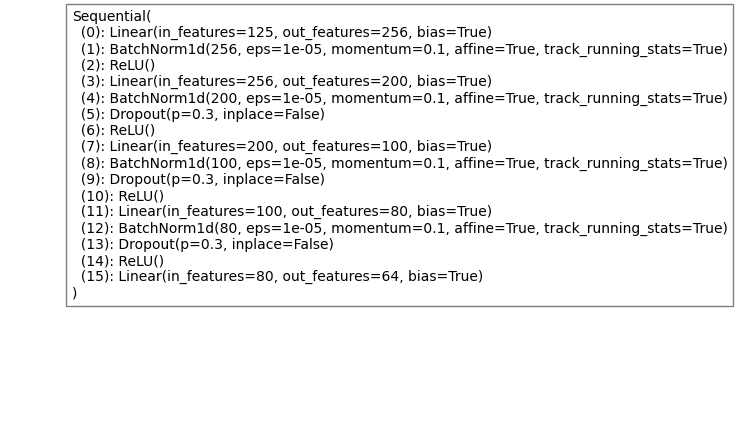 Sequential(
(0): Linear(in_features=125, out_features=256, bias=True)
(1): BatchNorm1d(256, eps=1e-05, momentum=0.1, affine=True, track_running_stats=True)
(2): ReLU()
(3): Linear(in_features=256, out_features=200, bias=True)
(4): BatchNorm1d(200, eps=1e-05, momentum=0.1, affine=True, track_running_stats=True)
(5): Dropout(p=0.3, inplace=False)
(6): ReLU()
(7): Linear(in_features=200, out_features=100, bias=True)
(8): BatchNorm1d(100, eps=1e-05, momentum=0.1, affine=True, track_running_stats=True)
(9): Dropout(p=0.3, inplace=False)
(10): ReLU()
(11): Linear(in_features=100, out_features=80, bias=True)
(12): BatchNorm1d(80, eps=1e-05, momentum=0.1, affine=True, track_running_stats=True)
(13): Dropout(p=0.3, inplace=False)
(14): ReLU()
(15): Linear(in_features=80, out_features=64, bias=True)
)